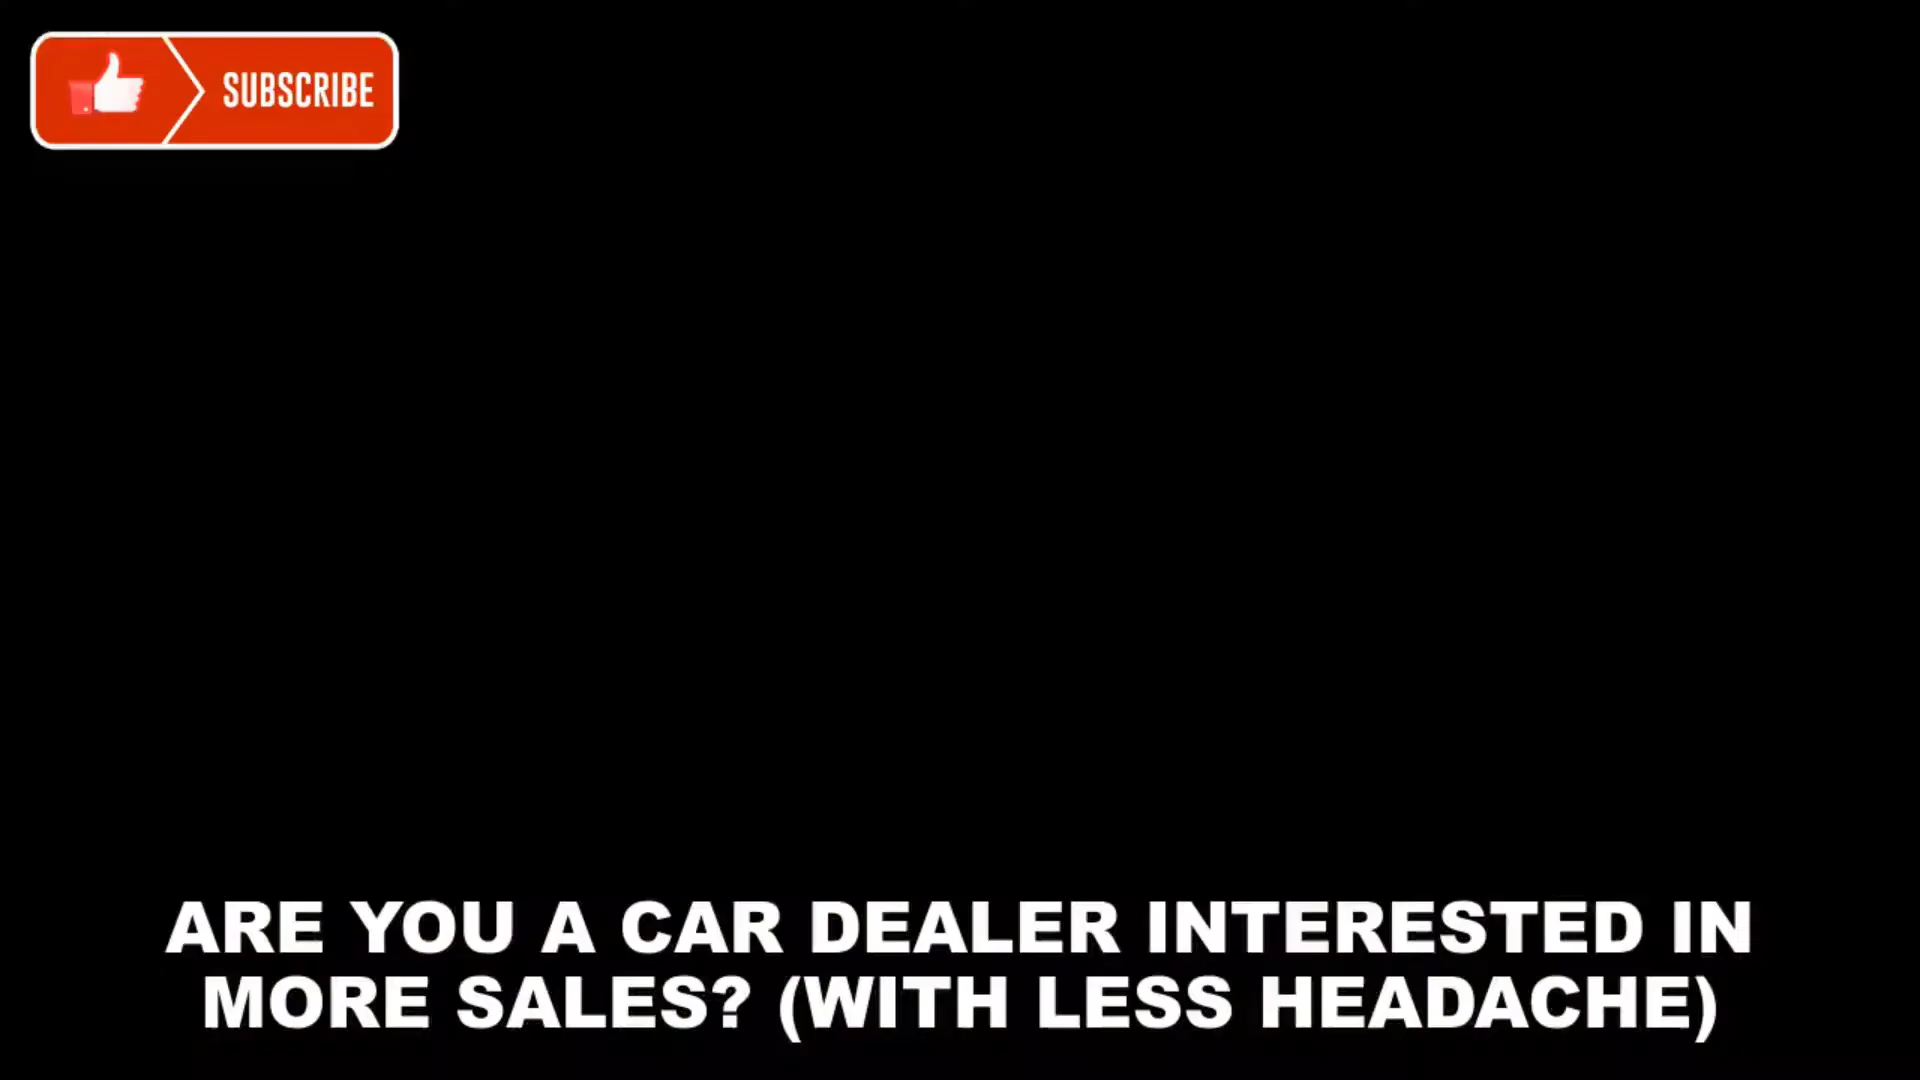 SUBSCRIBE
ARE YOU A CAR DEALER INTERESTED IN
MORE SALES? (WITH LESS HEADACHE)